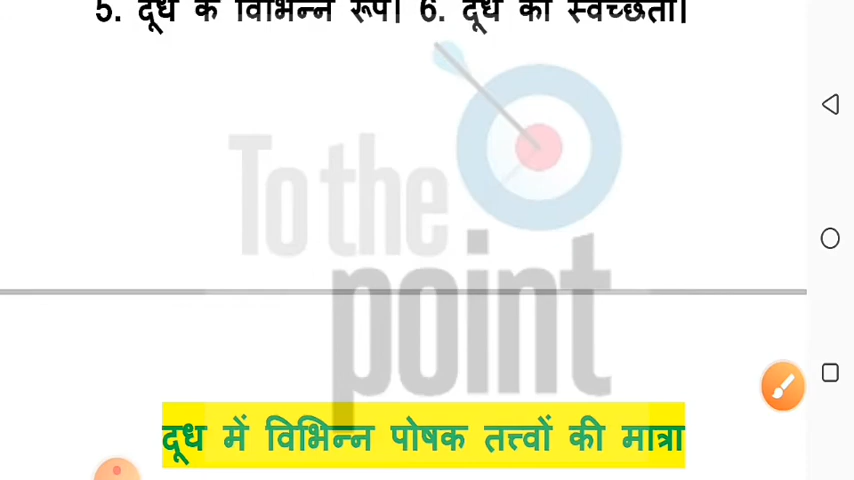 5. दूध के विभिन्न रूप। 6. दूध की स्वच्छता।
To the
point
दूध में विभिन्न पोषक तत्त्वों की मात्रा